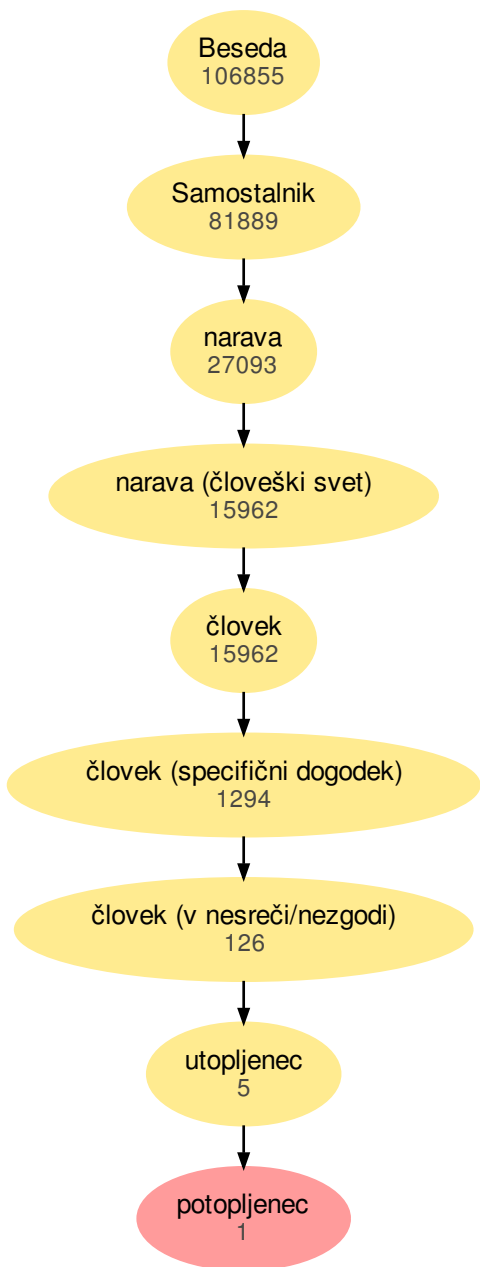 Beseda
106855
Samostalnik
81889
narava
27093
narava (človeški svet)
15962
človek
15962
človek (specifični dogodek)
1294
človek (v nesreči/nezgodi)
126
utopljenec
5
potopljenec
1